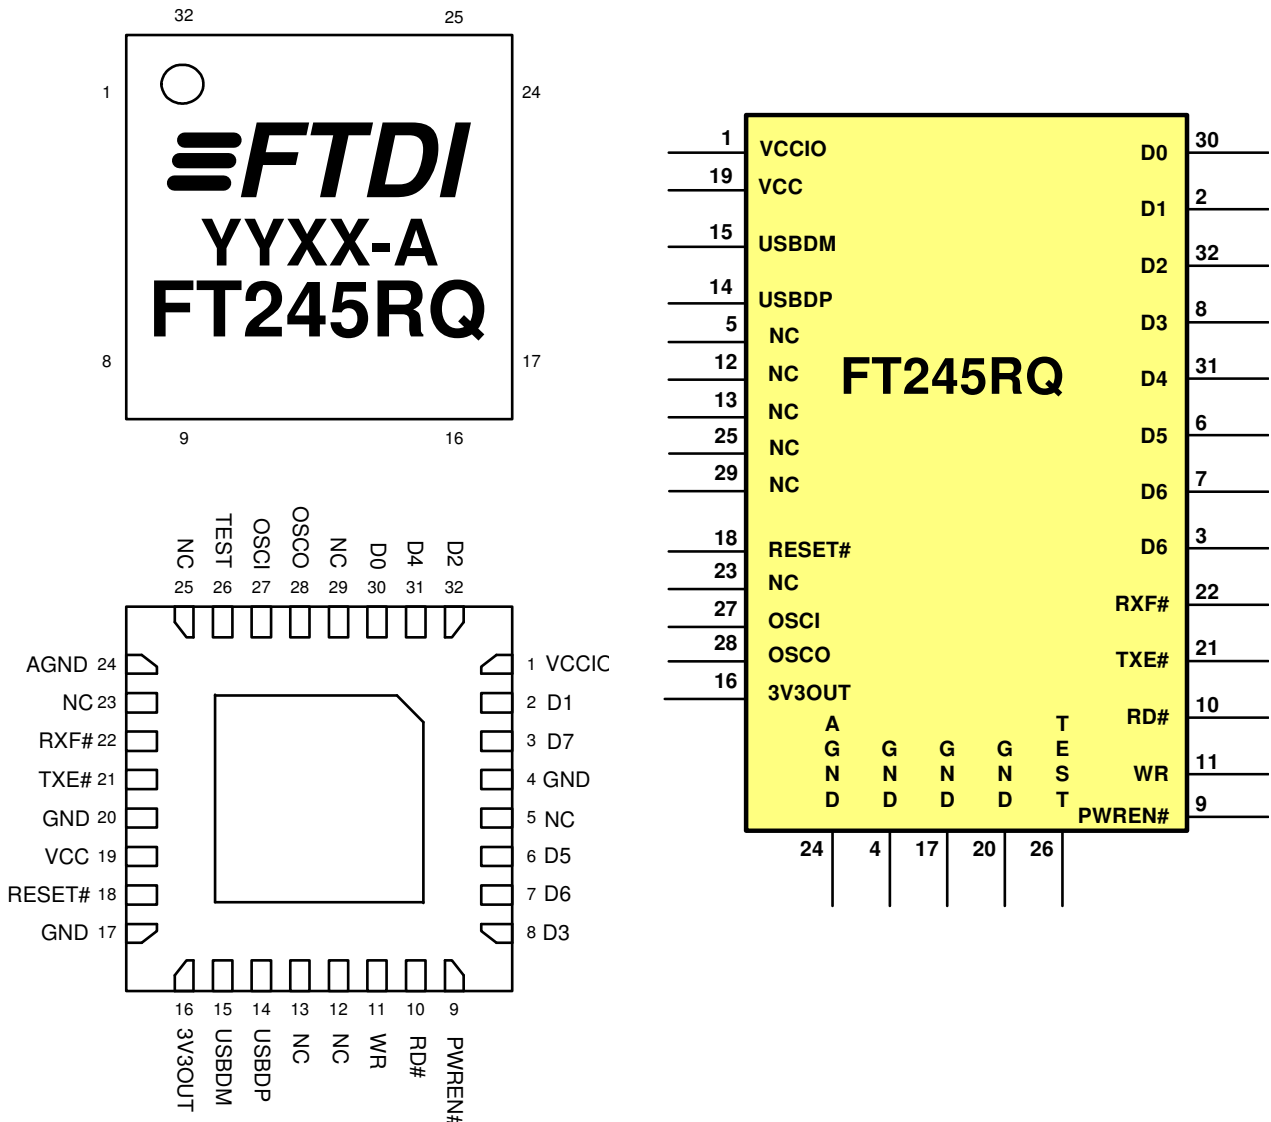 32 25
1 24
FTDI
YYXX-A
FT245RQ
8 17
9 16
NC TEST OSCI OSCO NC D0 D4 D2
25 26 27 28 29 30 31 32
AGND 24 1 VCCIO
NC 23 2 D1
RXF# 22 3 D7
TXE# 21 4 GND
GND 20 5 NC
VCC 19 6 D5
RESET# 18 7 D6
GND 17 8 D3
16 15 14 13 12 11 10 9
3V3OUT USBDM USBDP NC NC WR RD# PWREN#
1 VCCIO
19 VCC
15 USBDM
14 USBDP
5 NC
12 NC
13 NC
25 NC
29 NC
18 RESET#
23 NC
27 OSCI
28 OSCO
16 3V3OUT
FT245RQ
D0 30
D1 2
D2 32
D3 8
D4 31
D5 6
D6 7
D6 3
RXF# 22
TXE# 21
RD# 10
WR 11
PWREN# 9
AGND GND GND GND TEST
24 4 17 20 26